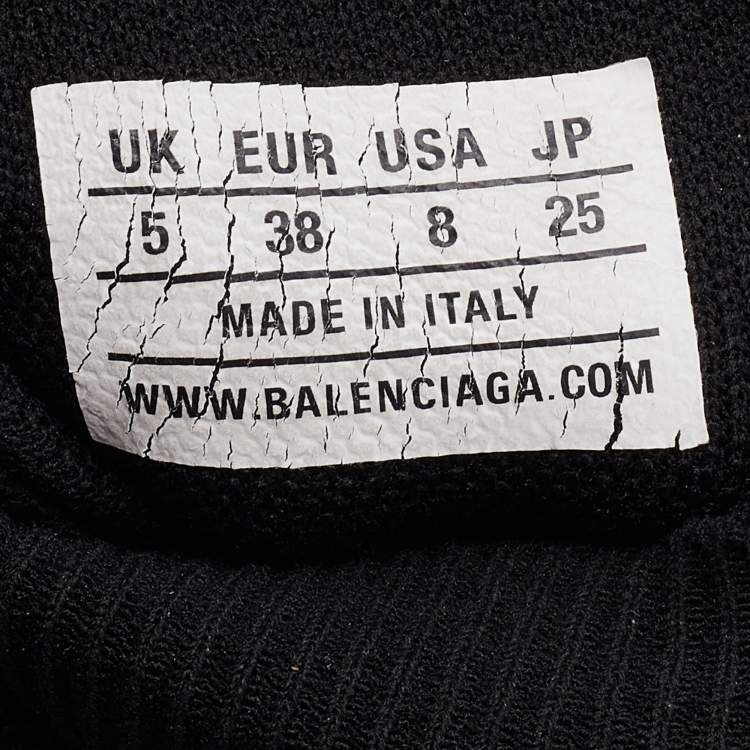 UK EUR USA JP
5 38 8 25
MADE IN ITALY
WWW.BALENCIAGA.COM